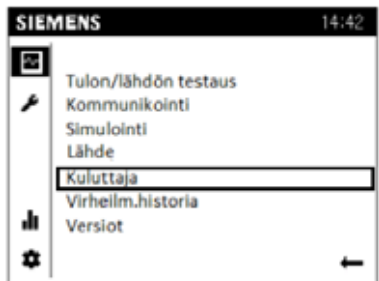 SIEMENS 14:42
Tulon/lähdön testaus
Kommunikointi
Simulointi
Lähde
Kuluttaja
Virheilm.historia
Versiot